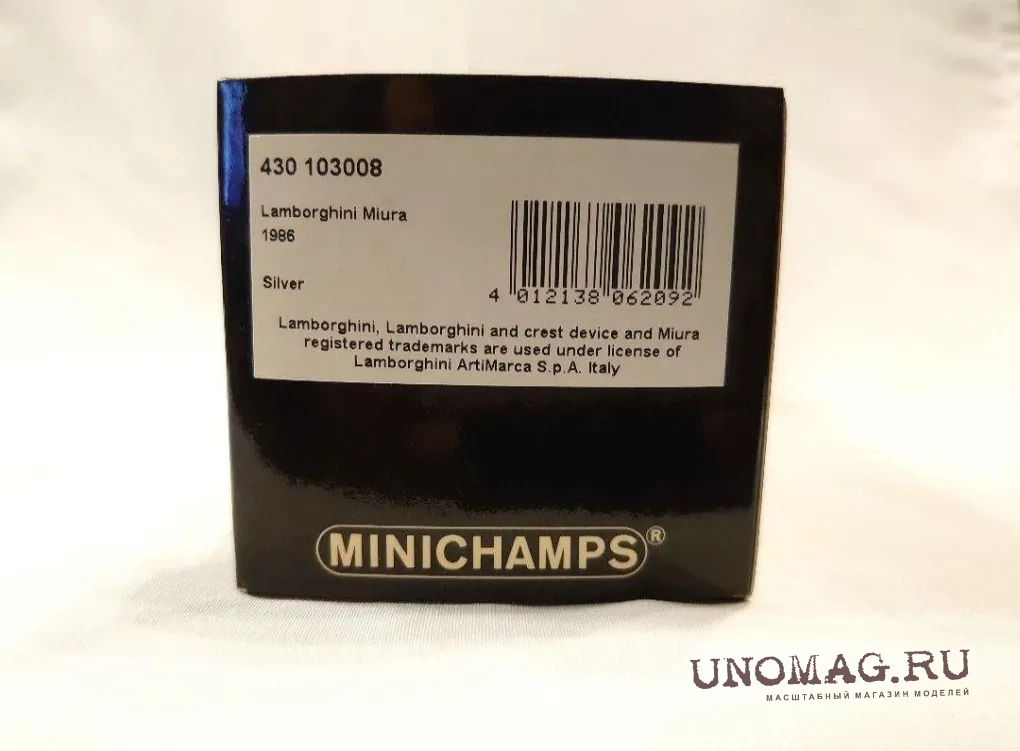 430 103008
Lamborghini Miura
1986
Silver
4 012138 062092
Lamborghini, Lamborghini and crest device and Miura
registered trademarks are used under license of
Lamborghini ArtiMarca S.p.A. Italy
MINICHAMPS®
UNOMAG.RU
МАСШТАБНЫЙ МАГАЗИН МОДЕЛЕЙ